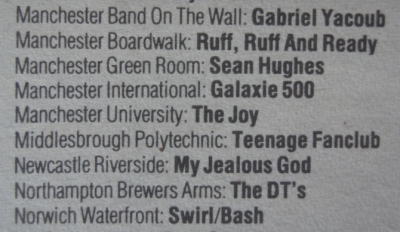 Manchester Band On The Wall: Gabriel Yacoub
Manchester Boardwalk: Ruff, Ruff And Ready
Manchester Green Room: Sean Hughes
Manchester International: Galaxie 500
Manchester University: The Joy
Middlesbrough Polytechnic: Teenage Fanclub
Newcastle Riverside: My Jealous God
Northampton Brewers Arms: The DT's
Norwich Waterfront: Swirl/Bash